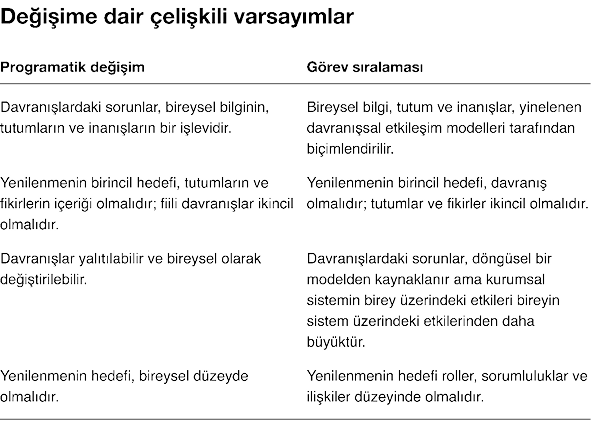 Değişime dair çelişkili varsayımlar
Programatik değişim
Görev sıralaması
Davranışlardaki sorunlar, bireysel bilginin,
tutumların ve inanışların bir işlevidir.
Bireysel bilgi, tutum ve inanışlar, yinelenen
davranışsal etkileşim modelleri tarafından
biçimlendirilir.
Yenilenmenin birincil hedefi, tutumların ve
fikirlerin içeriği olmalıdır; fiili davranışlar ikincil
olmalıdır.
Yenilenmenin birincil hedefi, davranış
olmalıdır; tutumlar ve fikirler ikincil olmalıdır.
Davranışlar yalıtılabilir ve bireysel olarak
değiştirilebilir.
Davranışlardaki sorunlar, döngüsel bir
modelden kaynaklanır ama kurumsal
sistemin birey üzerindeki etkileri bireyin
sistem üzerindeki etkilerinden daha
büyüktür.
Yenilenmenin hedefi, bireysel düzeyde
olmalıdır.
Yenilenmenin hedefi roller, sorumluluklar ve
ilişkiler düzeyinde olmalıdır.